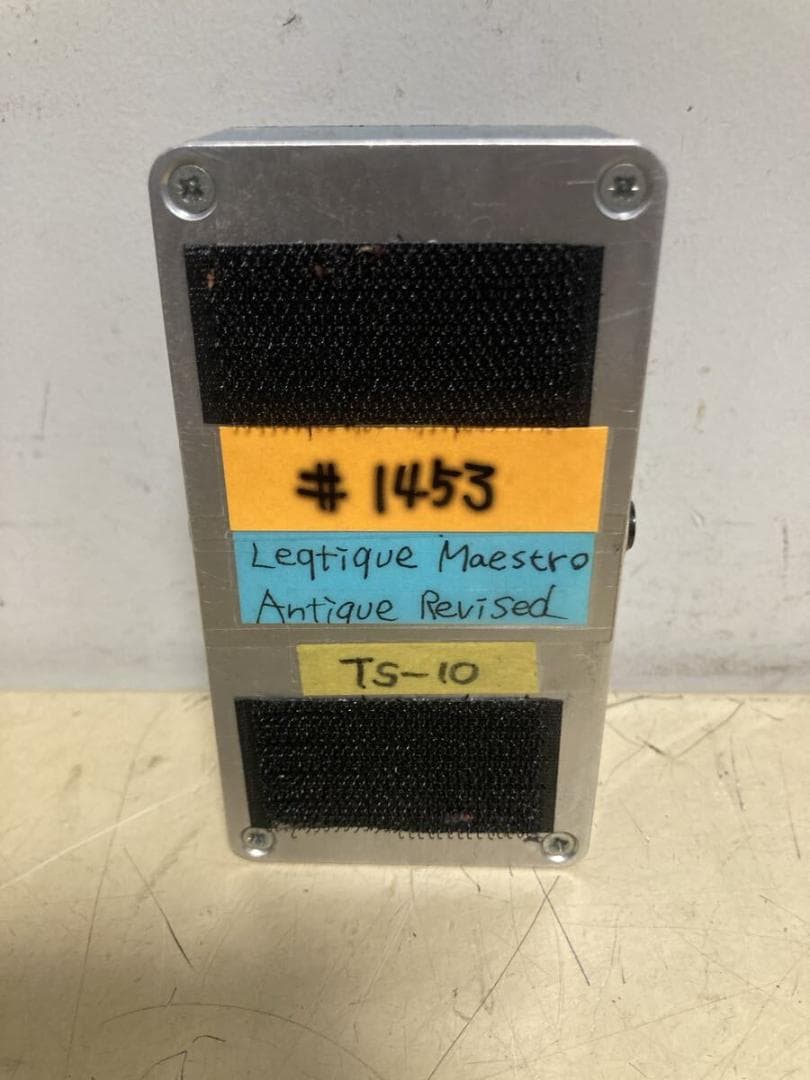 # 1453
Leqtique Maestro
Antique Revised
TS-10